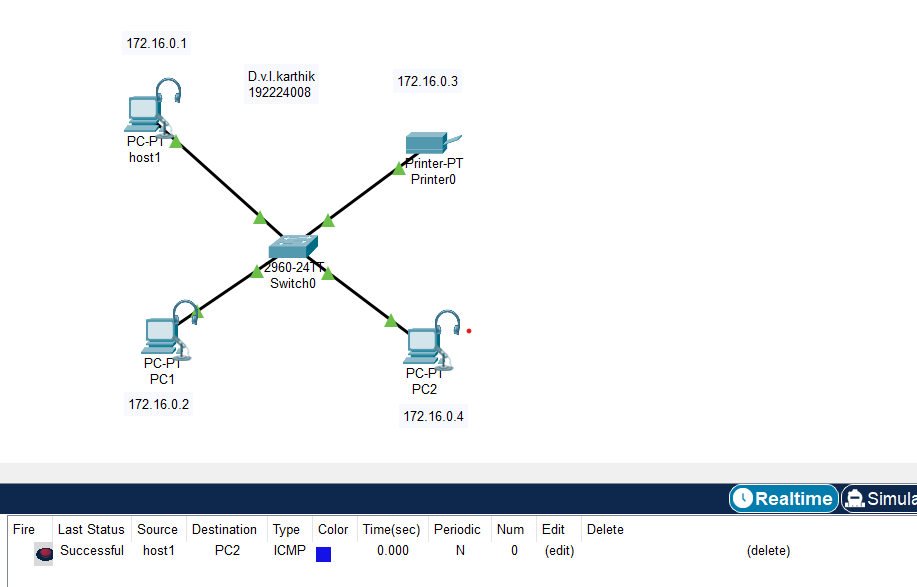 172.16.0.1
D.v.l.karthik
192224008
172.16.0.3
PC-PT
host1
Printer-PT
Printer0
2960-24TT
Switch0
PC-PT
PC1
PC-PT
PC2
172.16.0.2
172.16.0.4
Realtime Simula
Fire Last Status Source Destination Type Color Time(sec) Periodic Num Edit Delete
Successful host1 PC2 ICMP 0.000 N 0 (edit) (delete)